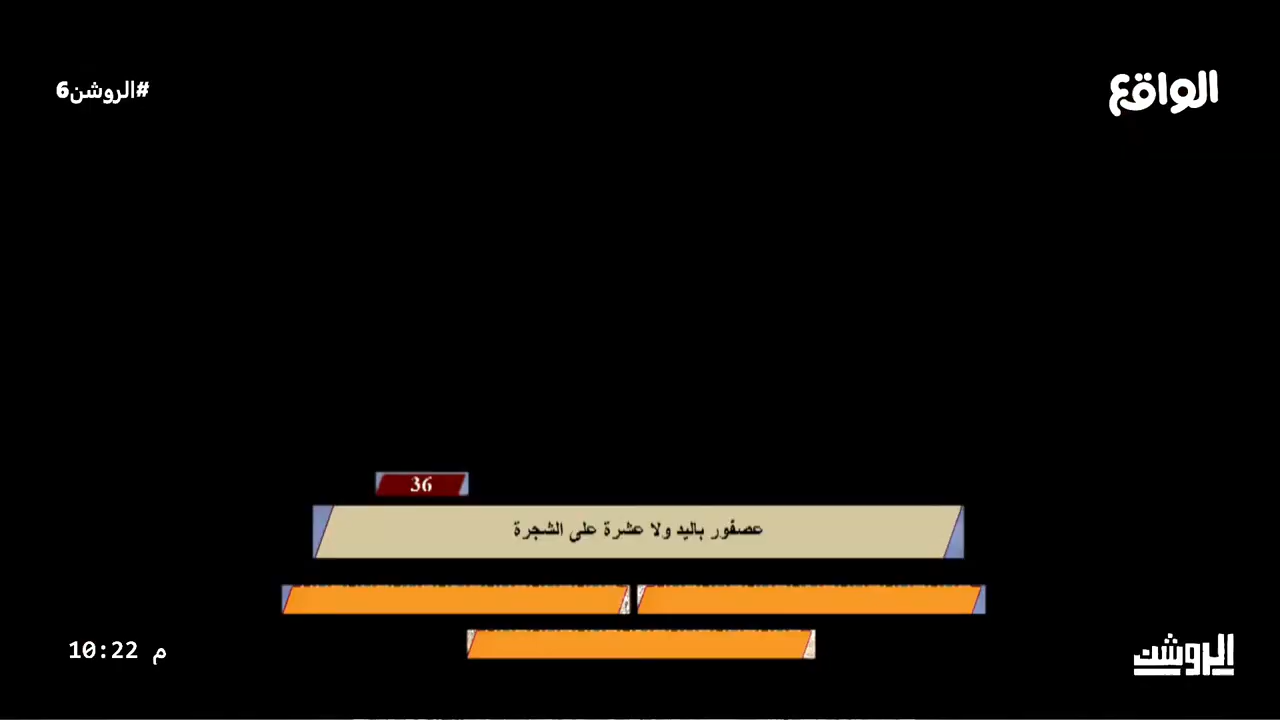 #الروشن6
الواقع
36
عصفور باليد ولا عشرة على الشجرة
10:22 م
الروشن